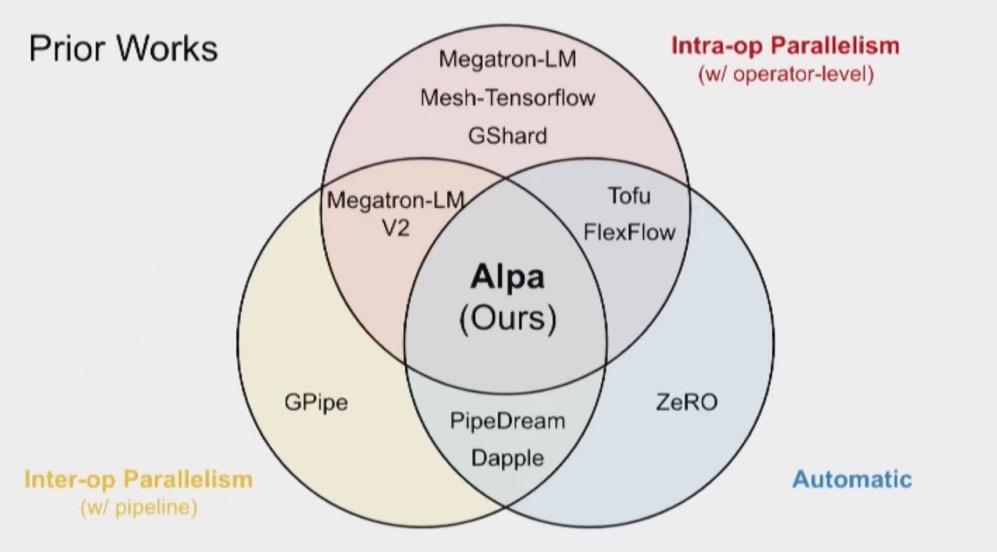 Prior Works
Intra-op Parallelism
(w/ operator-level)
Megatron-LM
Mesh-Tensorflow
GShard
Megatron-LM
V2
Tofu
FlexFlow
Alpa
(Ours)
GPipe
PipeDream
Dapple
ZeRO
Inter-op Parallelism
(w/ pipeline)
Automatic